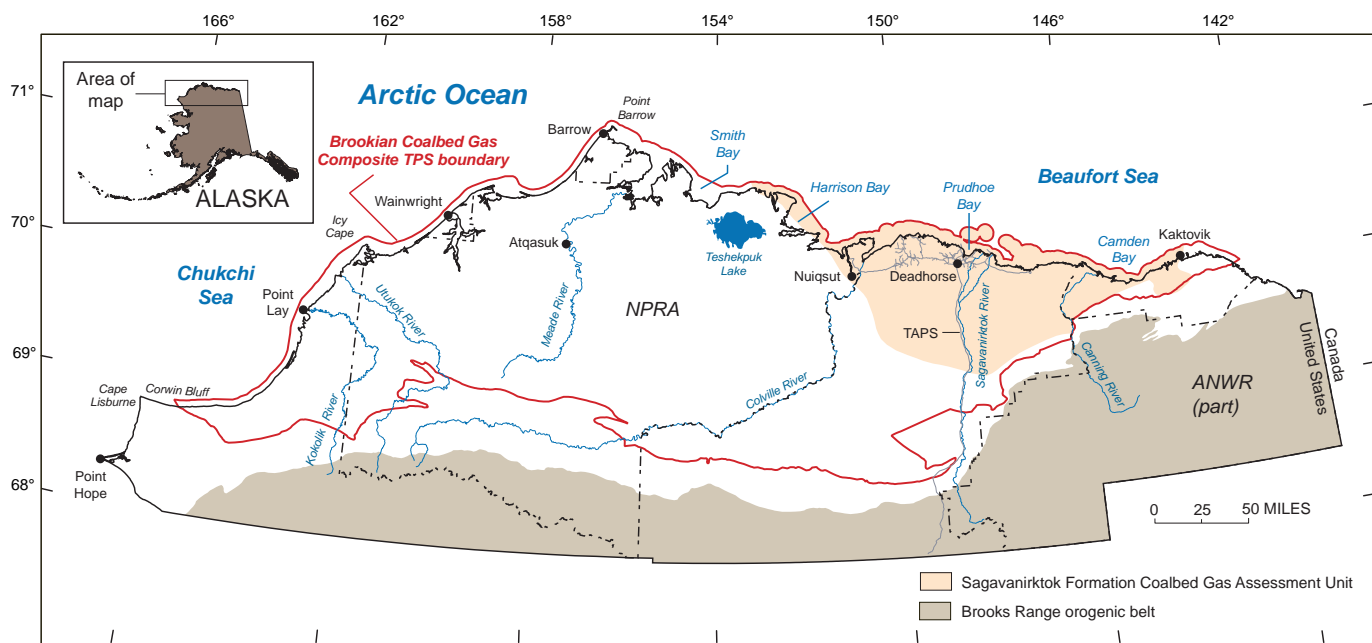 166°
162°
158°
154°
150°
146°
142°
71°
70°
69°
68°
Area of
map
ALASKA
Arctic Ocean
Brookian Coalbed Gas
Composite TPS boundary
Point
Barrow
Barrow
Smith
Bay
Harrison Bay
Prudhoe
Bay
Beaufort Sea
Camden
Bay
Kaktovik
Wainwright
Icy
Cape
Atqasuk
Teshekpuk
Lake
Nuiqsut
Deadhorse
Chukchi
Sea
Point
Lay
Utukok River
Meade River
NPRA
TAPS
Sagavanirktok River
Canning River
Canada
United States
ANWR
(part)
Cape
Lisburne
Corwin Bluff
Kokolik River
Colville River
Point
Hope
0 25 50 MILES
Sagavanirktok Formation Coalbed Gas Assessment Unit
Brooks Range orogenic belt